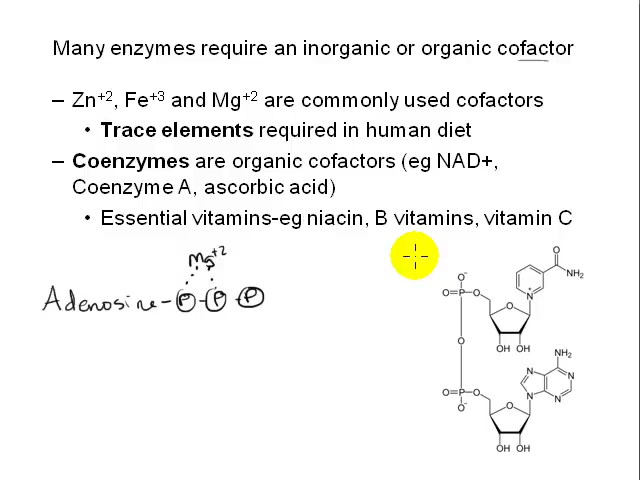 Many enzymes require an inorganic or organic cofactor
– Zn+2, Fe+3 and Mg+2 are commonly used cofactors
• Trace elements required in human diet
– Coenzymes are organic cofactors (eg NAD+,
Coenzyme A, ascorbic acid)
• Essential vitamins-eg niacin, B vitamins, vitamin C
Mg+2
Adenosine-P-P-P
O
NH2
N+
O-
O=P-O
O
O
OH OH
O
NH2
N
N
N
N
O=P-O
O-
O
OH OH